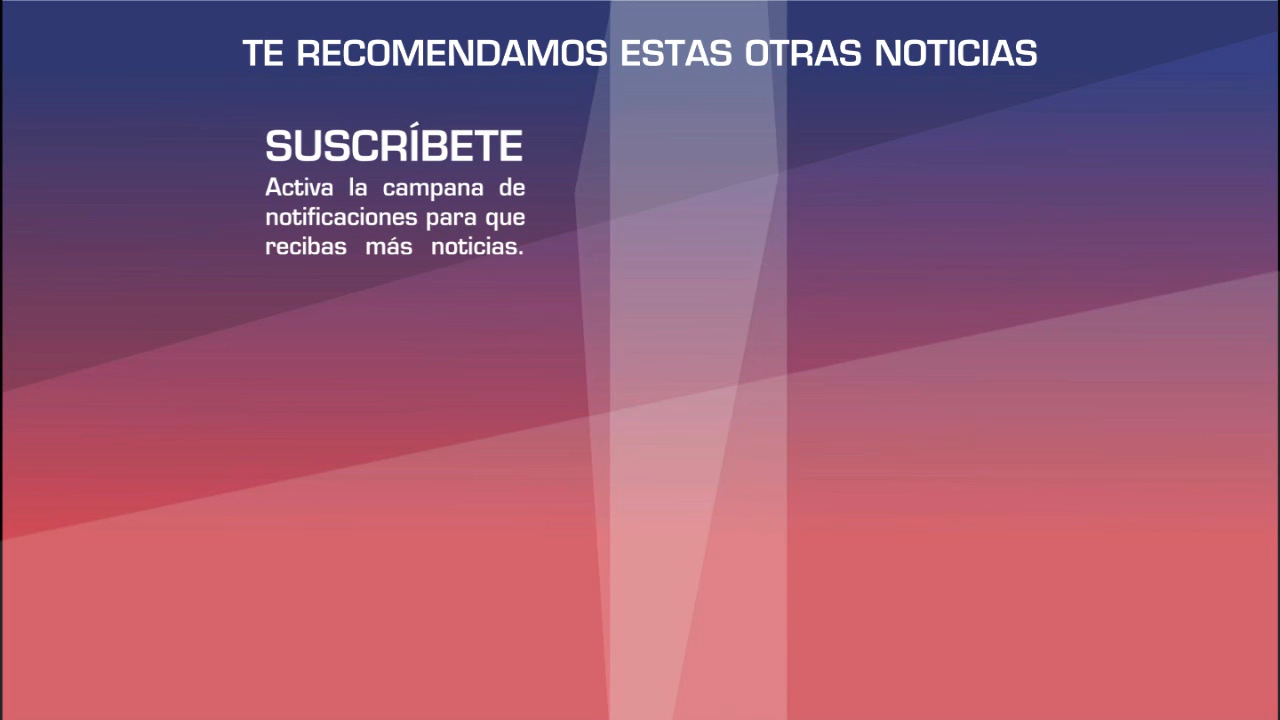 TE RECOMENDAMOS ESTAS OTRAS NOTICIAS
SUSCRÍBETE
Activa la campana de
notificaciones para que
recibas más noticias.